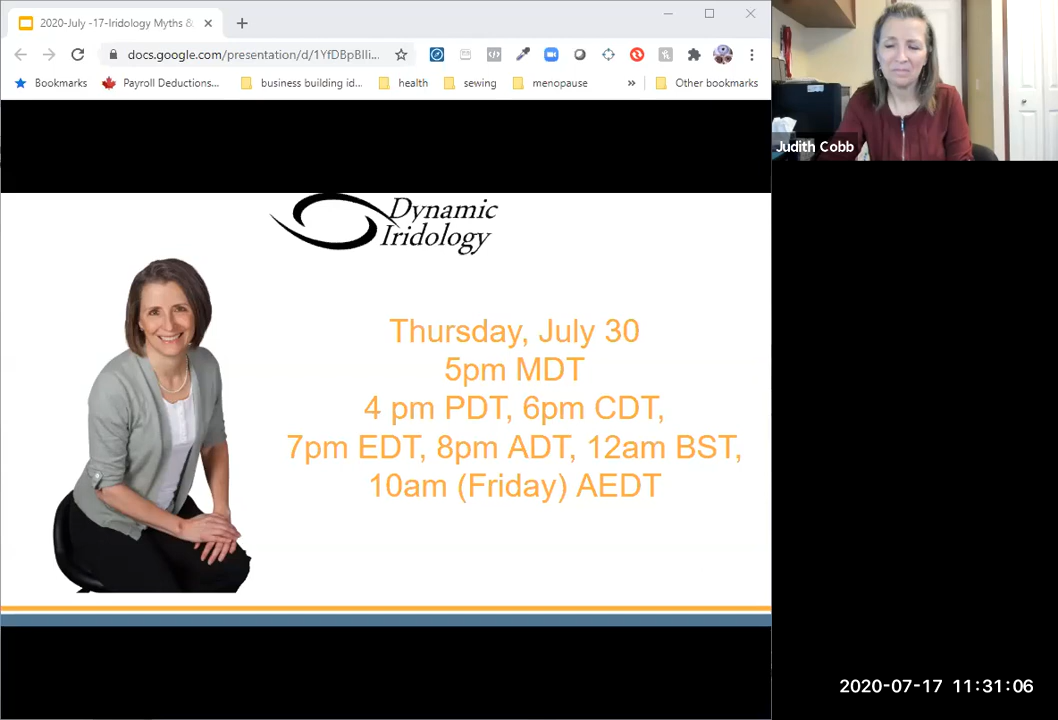 2020-July -17-Iridology Myths &
docs.google.com/presentation/d/1YfDBpBIIi...
Bookmarks
Payroll Deductions...
business building id...
health
sewing
menopause
»
Other bookmarks
Judith Cobb
Dynamic
Iridology
Thursday, July 30
5pm MDT
4 pm PDT, 6pm CDT,
7pm EDT, 8pm ADT, 12am BST,
10am (Friday) AEDT
2020-07-17 11:31:06